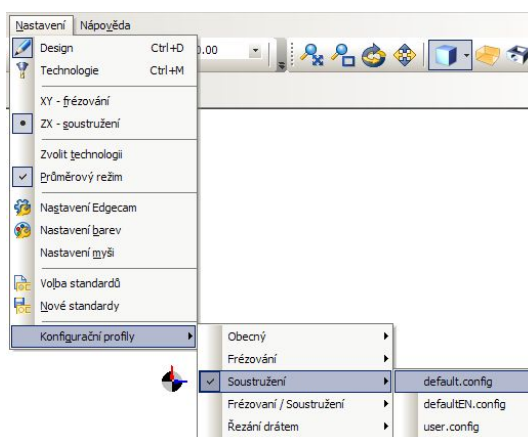 Nastavení Nápověda
Design Ctrl+D
0.00
Technologie Ctrl+M
XY - frézování
ZX - soustružení
Zvolit technologii
Průměrový režim
Nastavení Edgecam
Nastavení barev
Nastavení myši
Volba standardů
Nové standardy
Konfigurační profily
Obecný
Frézování
Soustružení
default.config
Frézovaní / Soustružení
defaultEN.config
Řezání drátem
user.config